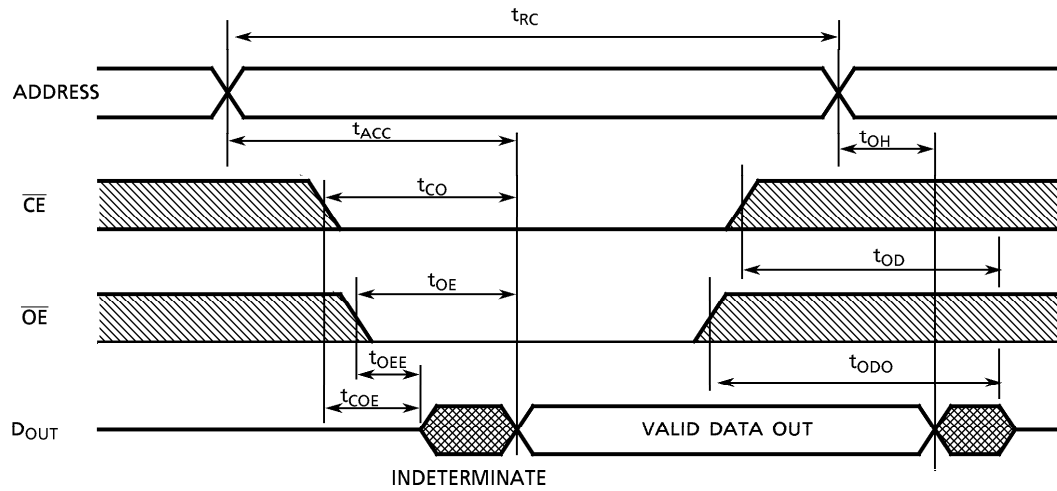 tRC
ADDRESS
tACC
tOH
CE
tCO
tOD
OE
tOE
tOEE
tODO
tCOE
DOUT
VALID DATA OUT
INDETERMINATE